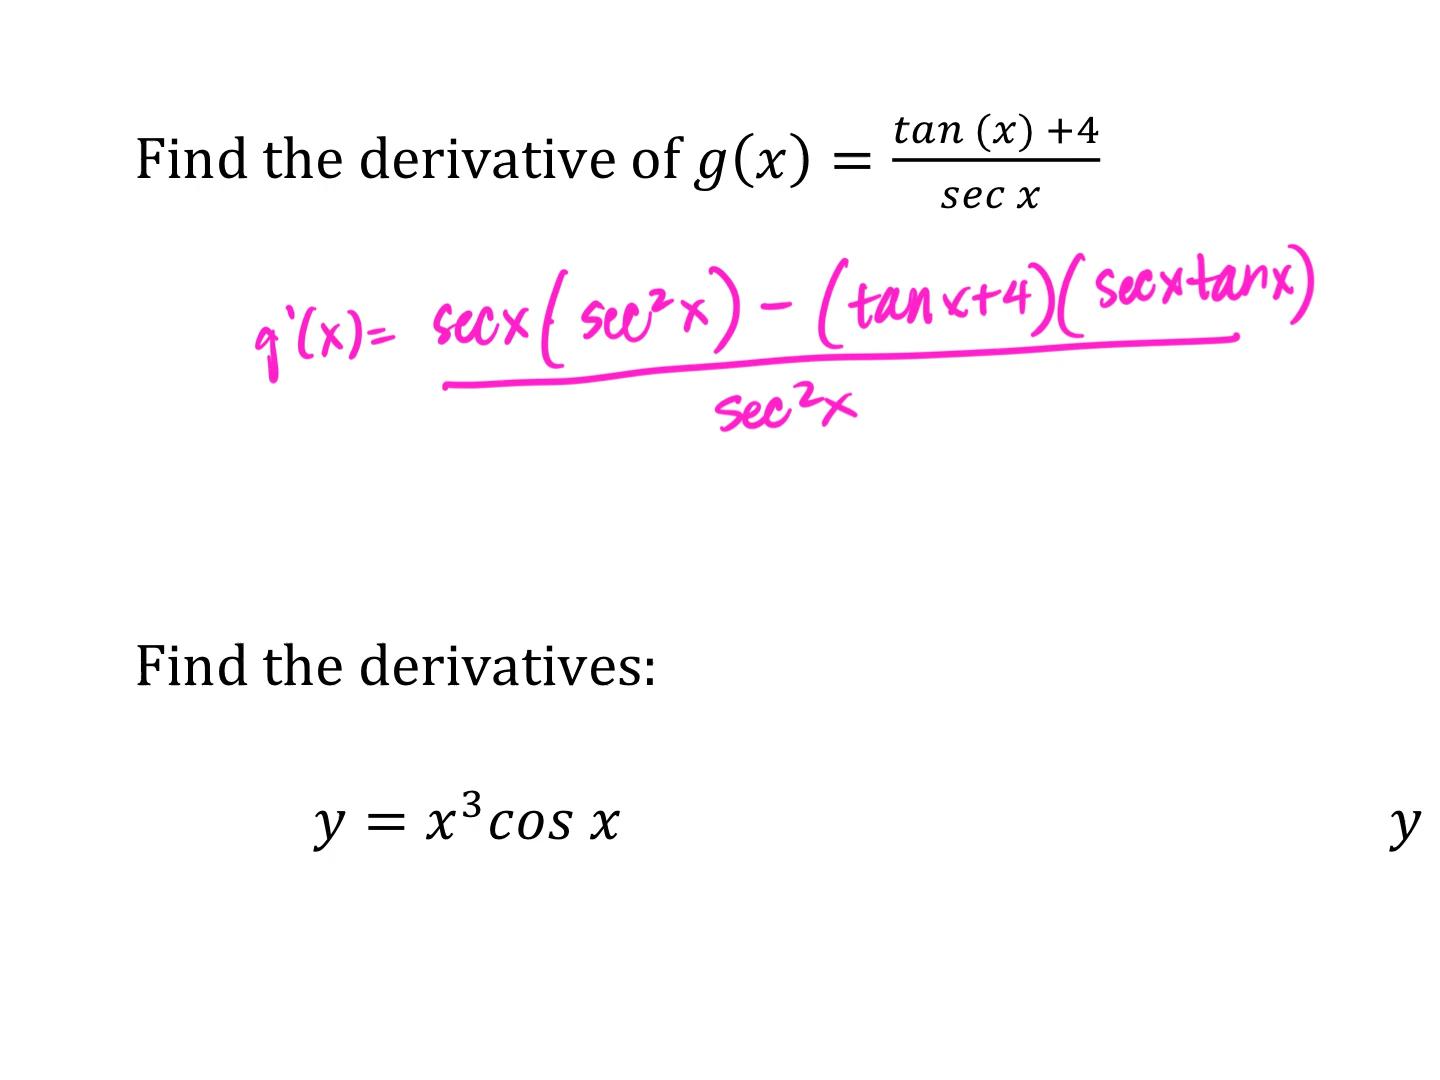 Find the derivative of g(x) = tan (x) +4 / sec x
g'(x) = secx(sec²x) - (tanx+4)(secxtanx) / sec²x
Find the derivatives:
y = x³cos x y